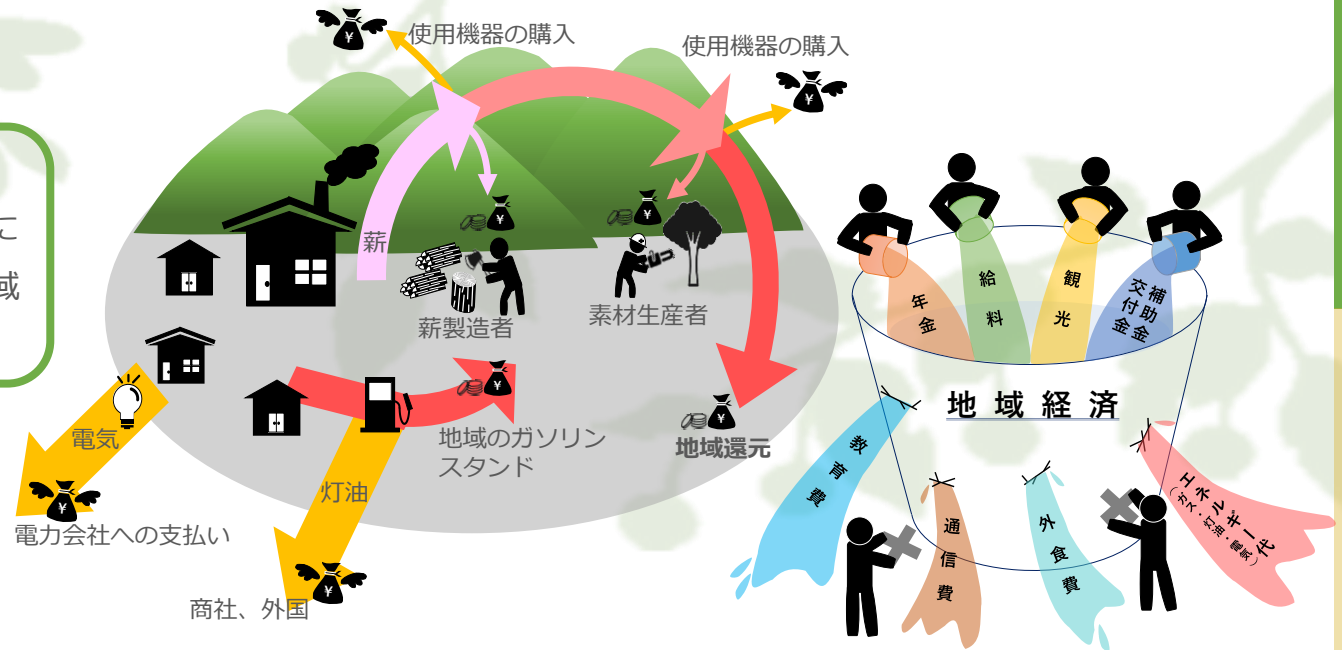 使用機器の購入
使用機器の購入
に
域
薪
薪製造者
素材生産者
電気
電力会社への支払い
灯油
商社、外国
地域のガソリン
スタンド
地域還元
年金
給料
観光
補助金
交付金
地域経済
教育費
通信費
外食費
エネルギー代
（ガス・灯油・電気）
¥
¥
¥
¥
¥
¥
¥
¥